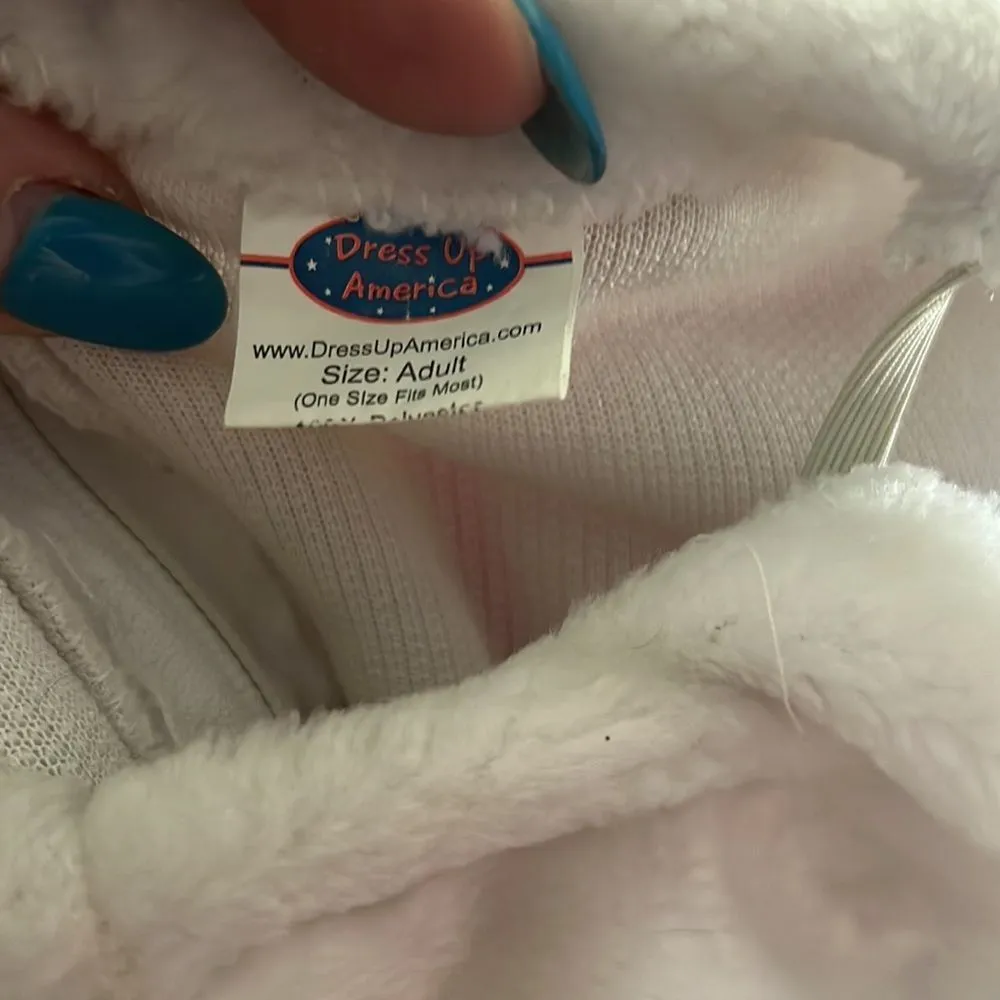 Dress Up
America
www.DressUpAmerica.com
Size: Adult
(One Size Fits Most)